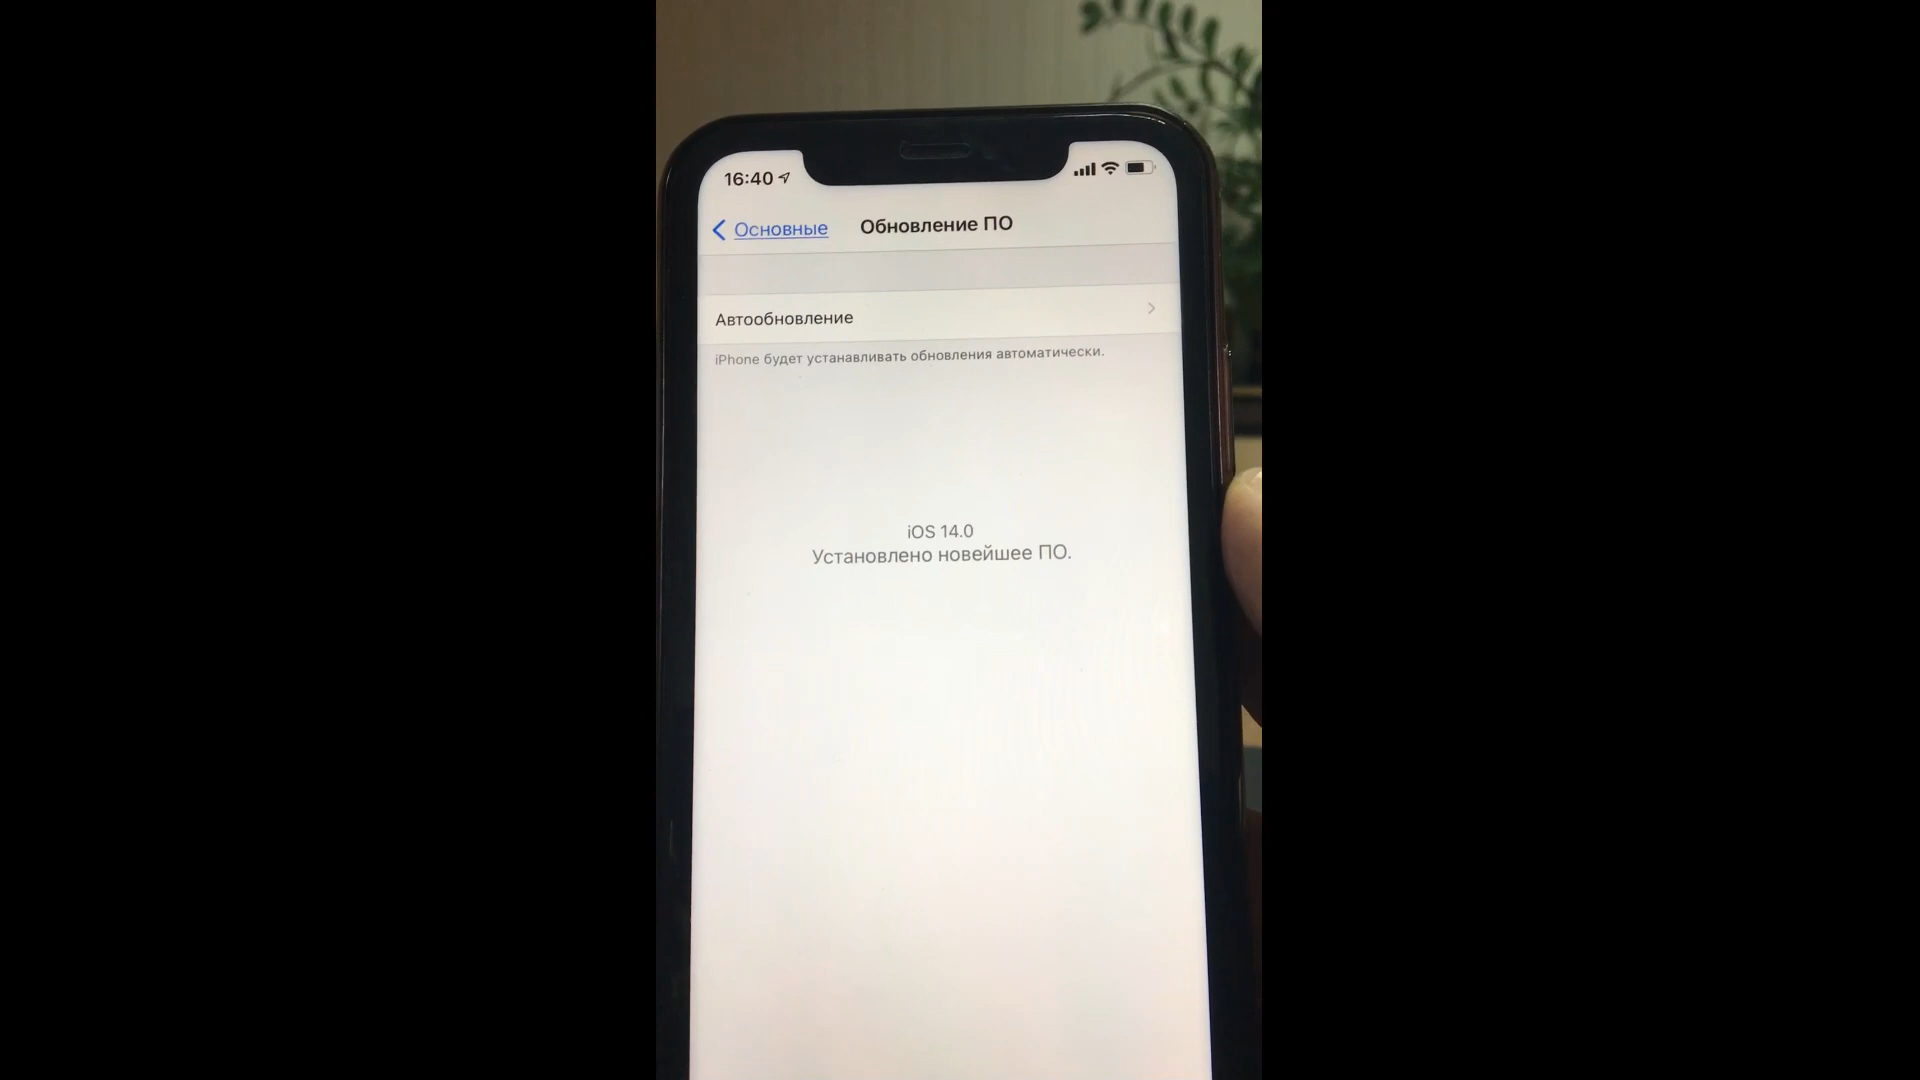 16:40
Основные
Обновление ПО
Автообновление
iPhone будет устанавливать обновления автоматически.
iOS 14.0
Установлено новейшее ПО.